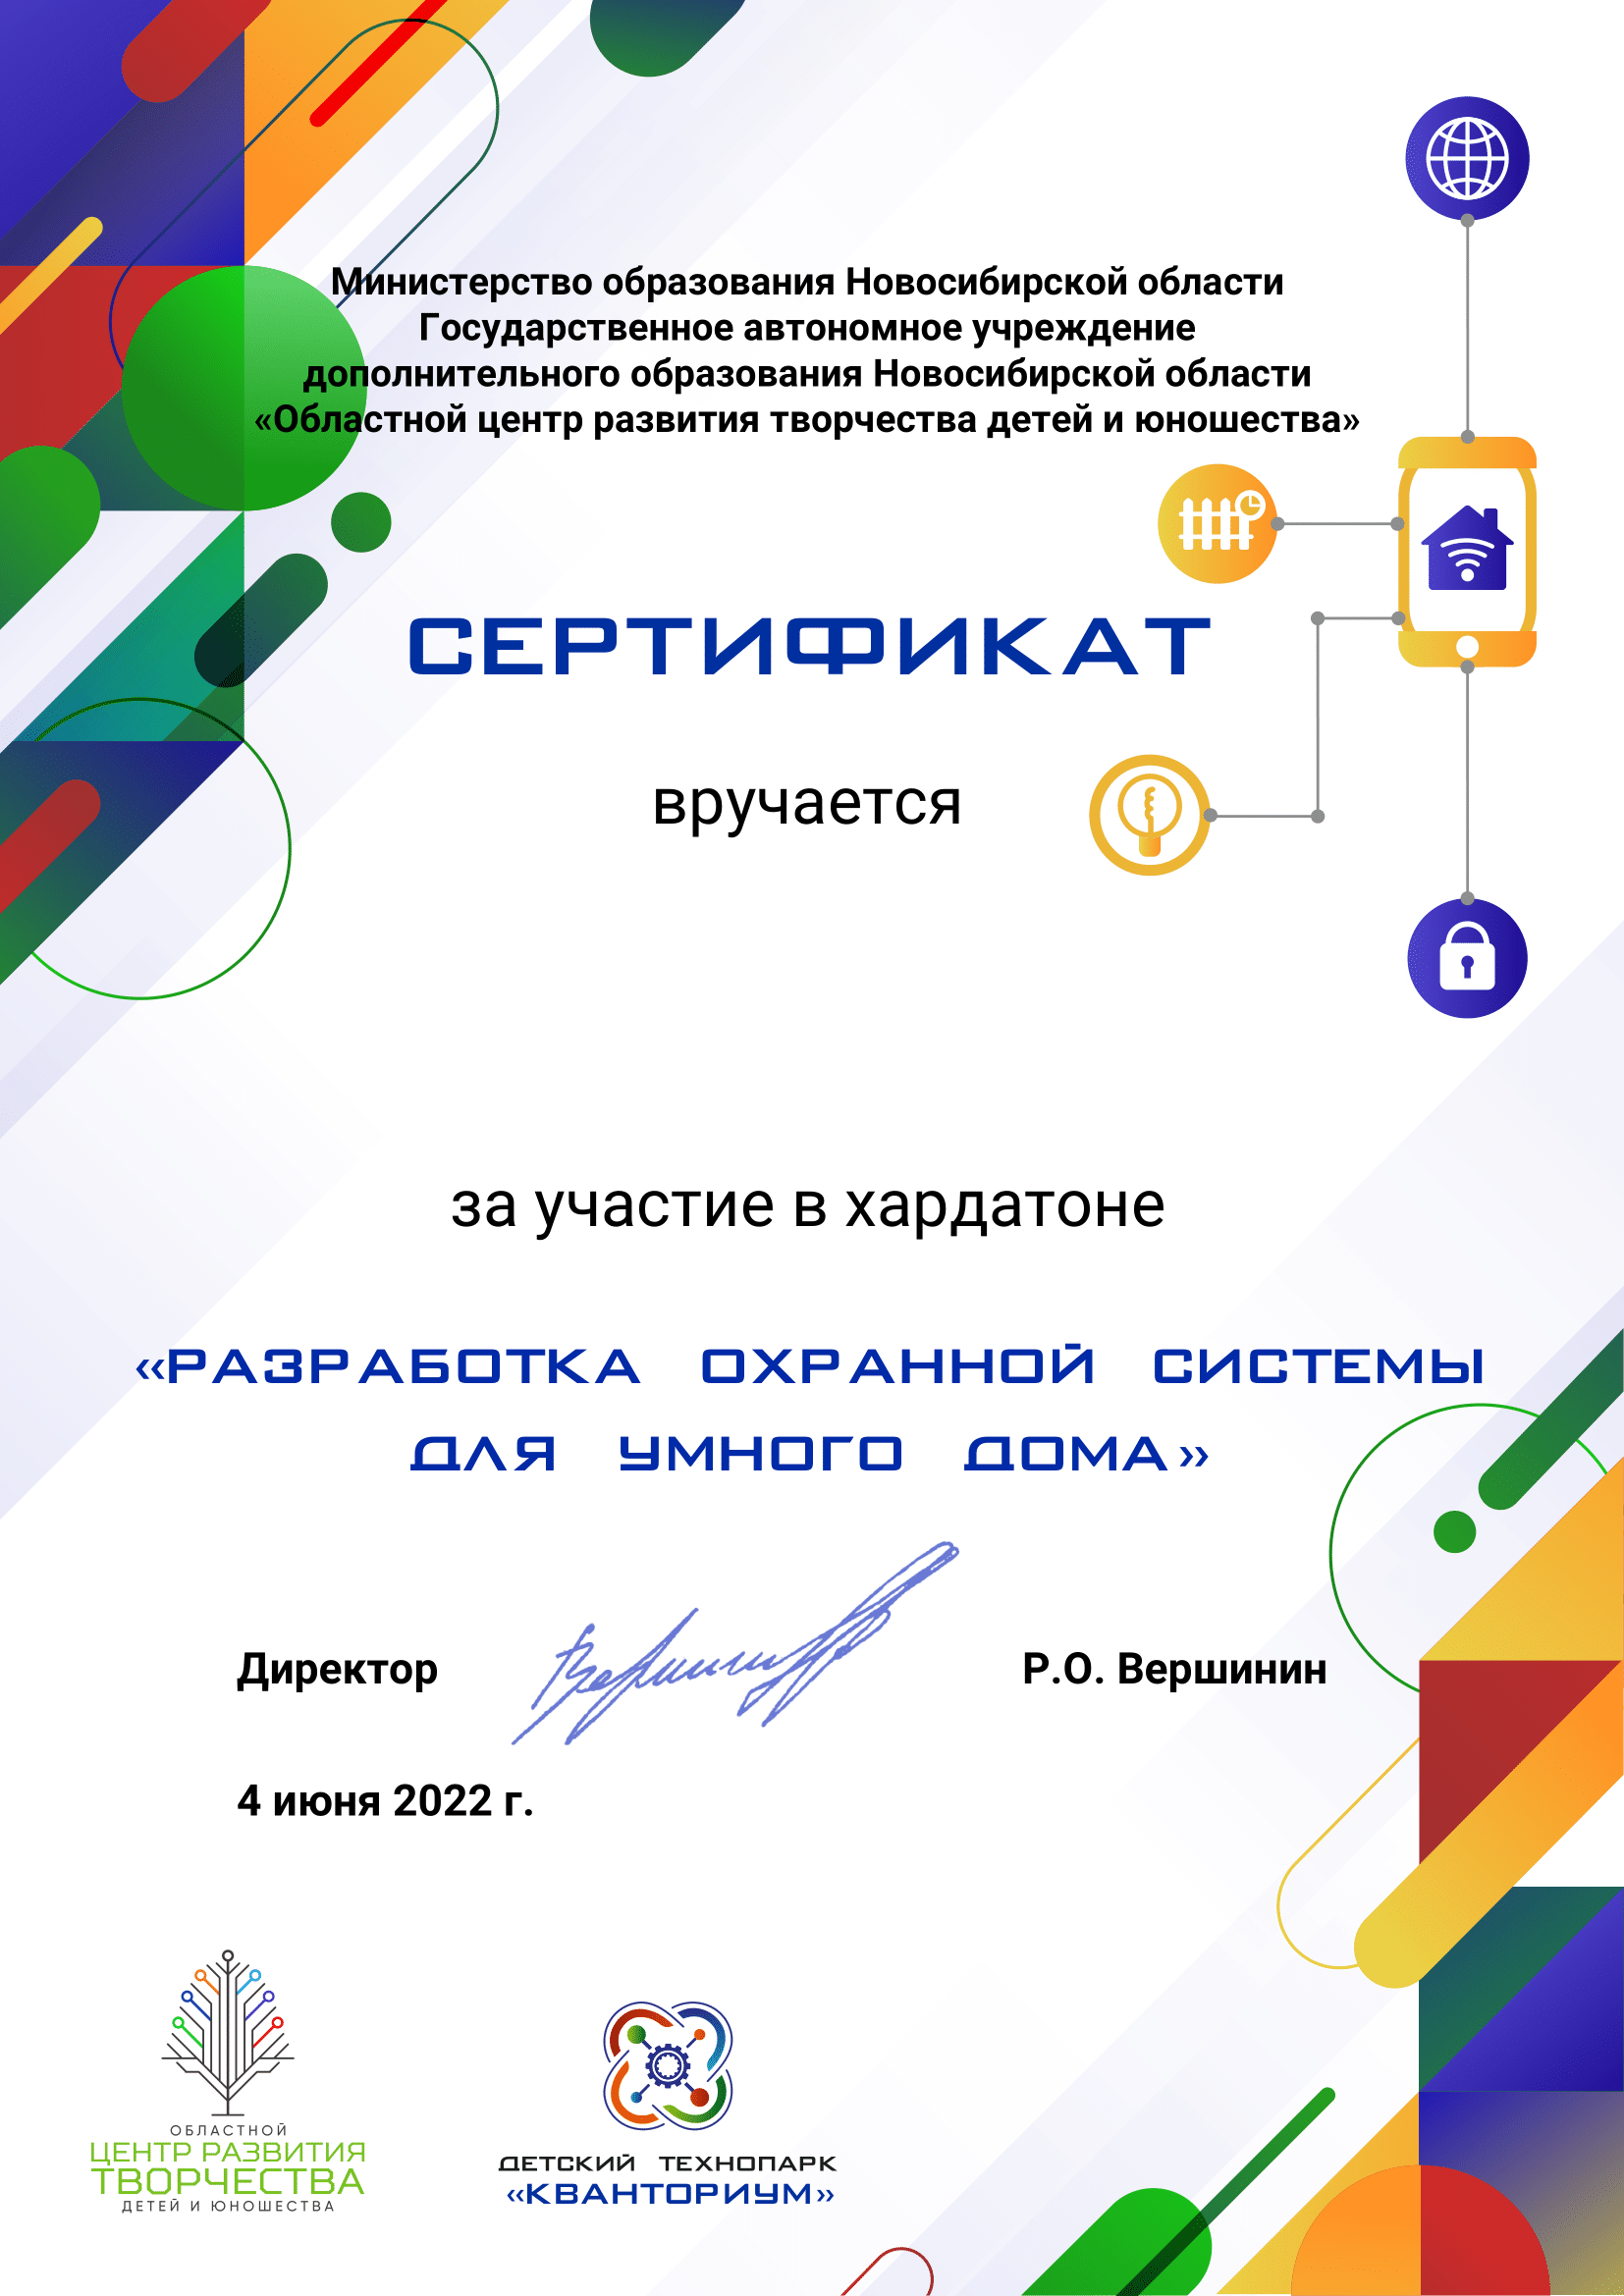 Министерство образования Новосибирской области
Государственное автономное учреждение
дополнительного образования Новосибирской области
«Областной центр развития творчества детей и юношества»
СЕРТИФИКАТ
вручается
за участие в хардатоне
«РАЗРАБОТКА ОХРАННОЙ СИСТЕМЫ
ДЛЯ УМНОГО ДОМА»
Директор
Р.О. Вершинин
4 июня 2022 г.
ОБЛАСТНОЙ
ЦЕНТР РАЗВИТИЯ
ТВОРЧЕСТВА
ДЕТЕЙ И ЮНОШЕСТВА
ДЕТСКИЙ ТЕХНОПАРК
«КВАНТОРИУМ»